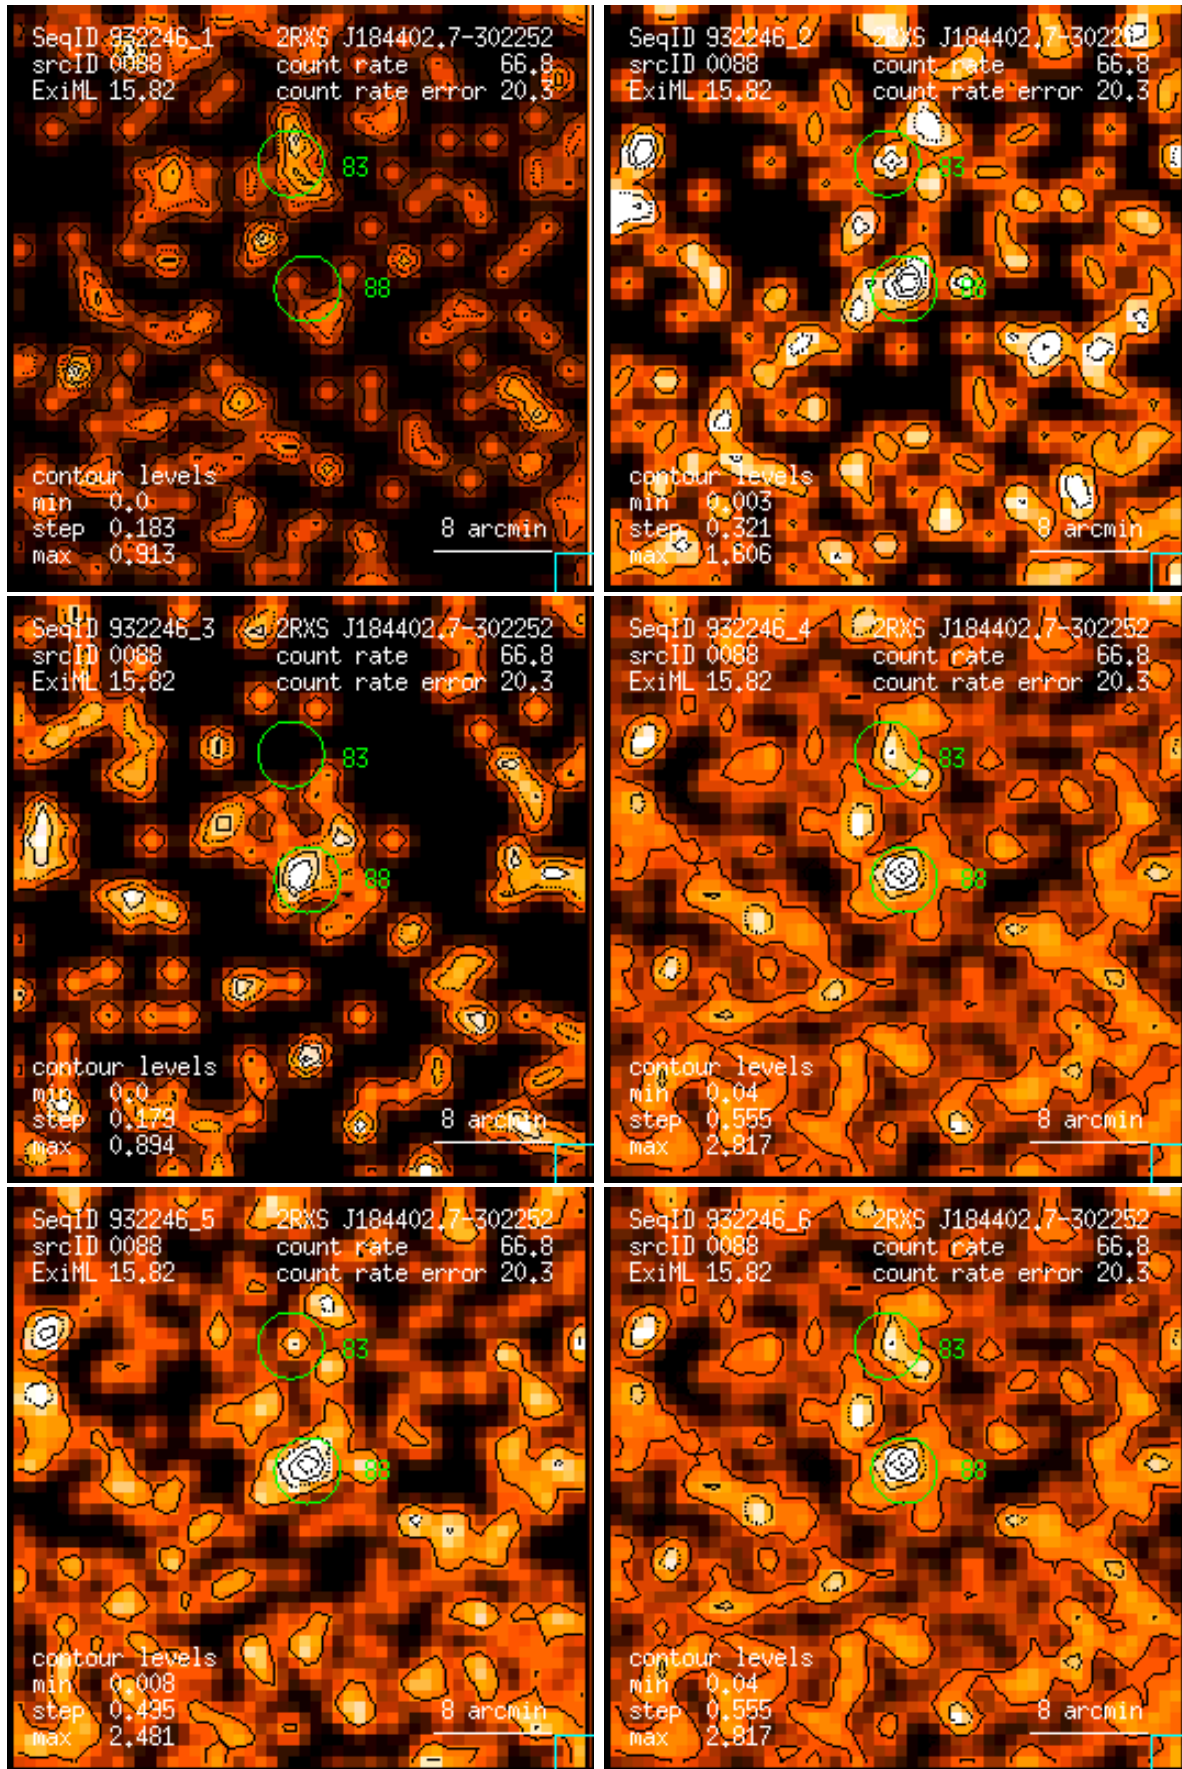 SeqID 932246_1 2RXS J184402.7-302252
srcID 0088 count rate 66.8
ExiML 15.82 count rate error 20.3
83
88
contour levels
min 0.0
step 0.183
max 0.913
8 arcmin
SeqID 932246_2 2RXS J184402.7-302252
srcID 0088 count rate 66.8
ExiML 15.82 count rate error 20.3
83
88
contour levels
min 0.003
step 0.321
max 1.606
8 arcmin
SeqID 932246_3 2RXS J184402.7-302252
srcID 0088 count rate 66.8
ExiML 15.82 count rate error 20.3
83
88
contour levels
min 0.0
step 0.179
max 0.894
8 arcmin
SeqID 932246_4 2RXS J184402.7-302252
srcID 0088 count rate 66.8
ExiML 15.82 count rate error 20.3
83
88
contour levels
min 0.04
step 0.555
max 2.817
8 arcmin
SeqID 932246_5 2RXS J184402.7-302252
srcID 0088 count rate 66.8
ExiML 15.82 count rate error 20.3
83
88
contour levels
min 0.008
step 0.495
max 2.481
8 arcmin
SeqID 932246_6 2RXS J184402.7-302252
srcID 0088 count rate 66.8
ExiML 15.82 count rate error 20.3
83
88
contour levels
min 0.04
step 0.555
max 2.817
8 arcmin